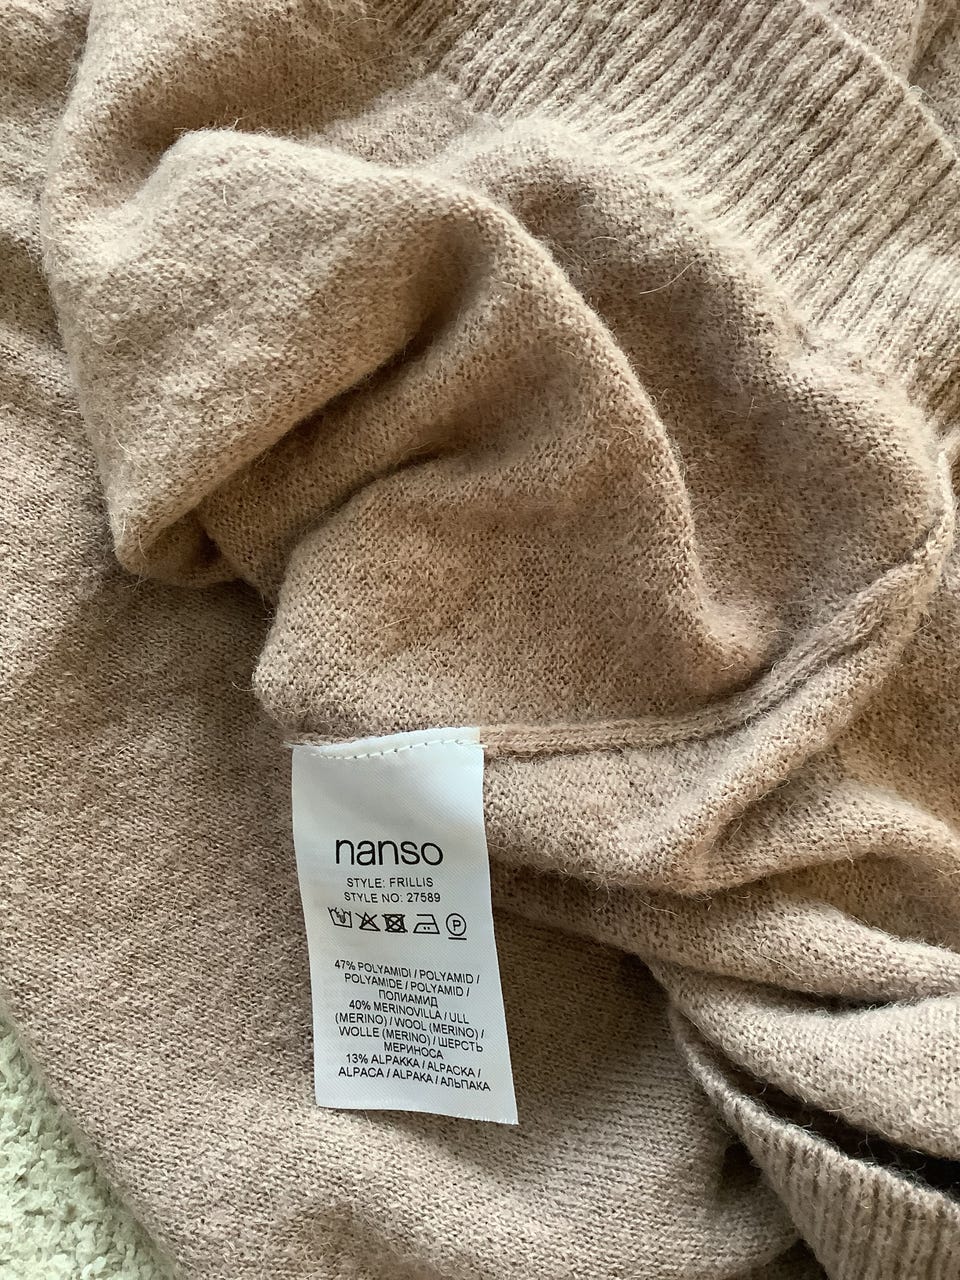 nanso
STYLE: FRILLIS
STYLE NO: 27589
P
47% POLYAMIDI / POLYAMID /
POLYAMIDE / POLYAMID /
ПОЛИАМИД
40% MERINOVILLA / ULL
(MERINO) / WOOL (MERINO) /
WOLLE (MERINO) / ШЕРСТЬ
МЕРИНОСА
13% ALPAKKA / ALPACKA /
ALPACA / ALPAKA / АЛЬПАКА